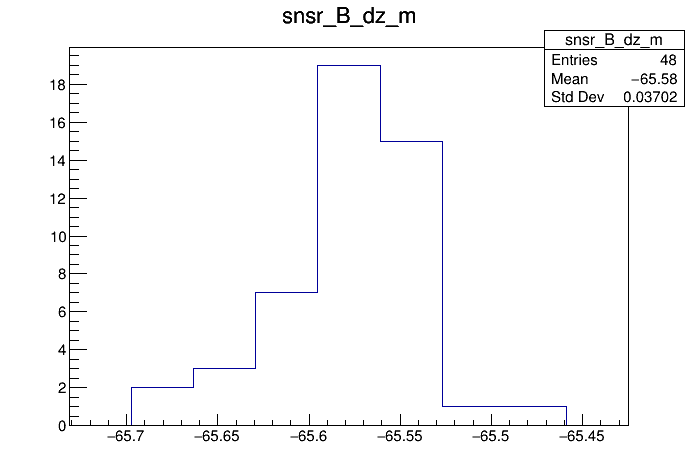 snsr_B_dz_m
snsr_B_dz_m
Entries 48
Mean −65.58
Std Dev 0.03702
18
16
14
12
10
8
6
4
2
0
−65.7 −65.65 −65.6 −65.55 −65.5 −65.45